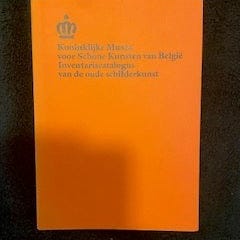 Koninklijke Musea
voor Schone Kunsten van België
Inventariscatalogus
van de oude schilderkunst